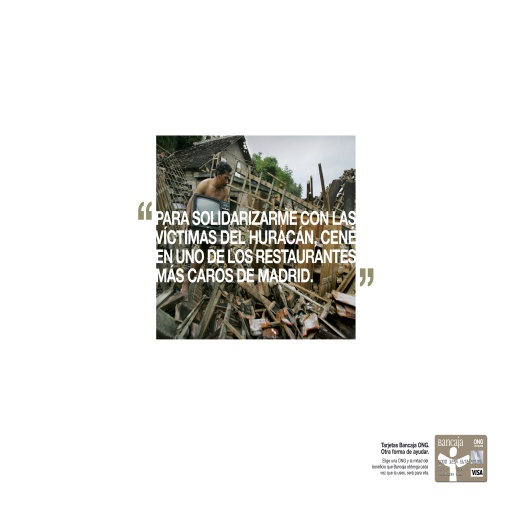 “PARA SOLIDARIZARME CON LAS
VÍCTIMAS DEL HURACÁN, CENÉ
EN UNO DE LOS RESTAURANTES
MÁS CAROS DE MADRID.”
Tarjetas Bancaja ONG.
Otra forma de ayudar.
Elige una ONG y la mitad del
beneficio que Bancaja obtenga cada
vez que la uses, será para ella.
Bancaja
ONG
VISA